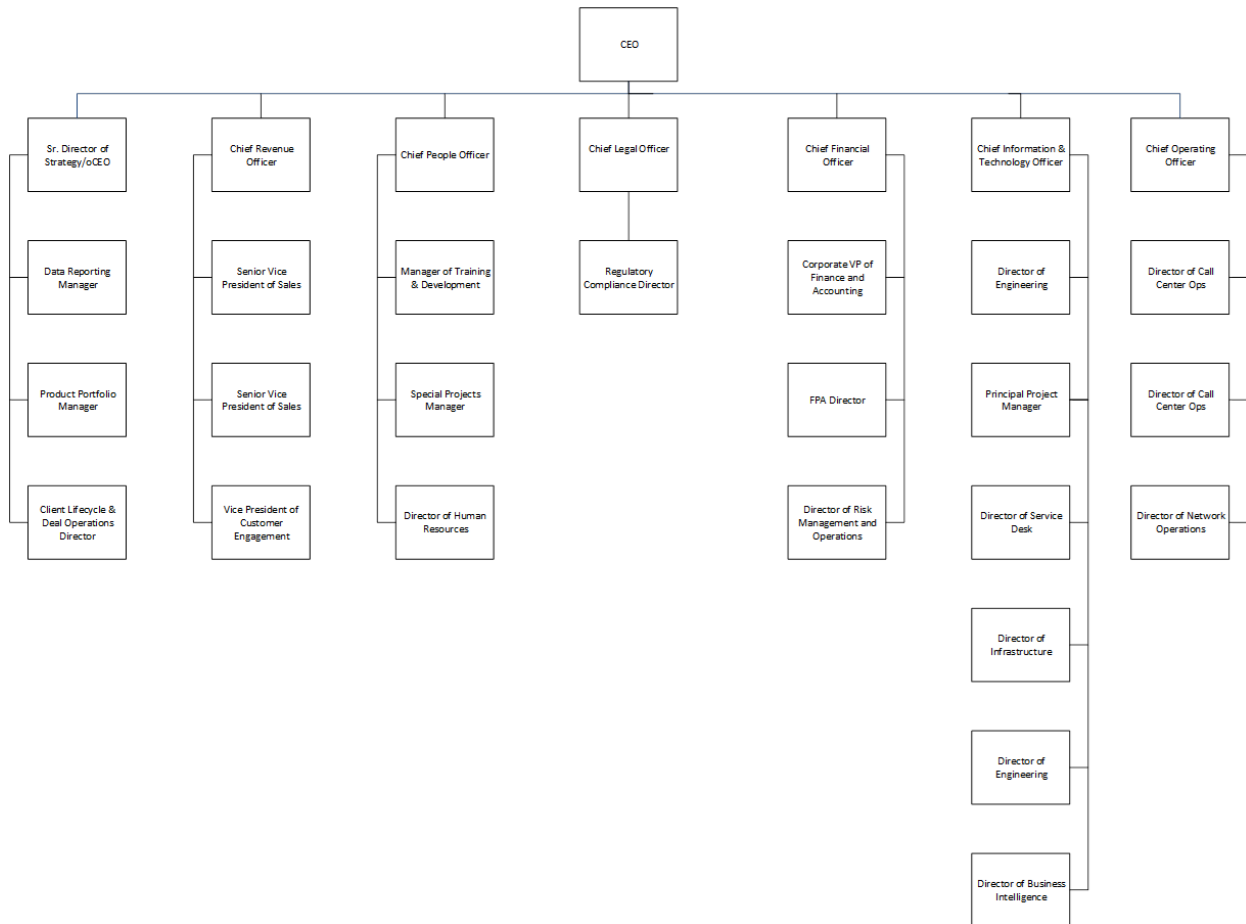 CEO
Sr. Director of
Strategy/oCEO
Chief Revenue
Officer
Chief People Officer
Chief Legal Officer
Chief Financial
Officer
Chief Information &
Technology Officer
Chief Operating
Officer
Data Reporting
Manager
Senior Vice
President of Sales
Manager of Training
& Development
Regulatory
Compliance Director
Corporate VP of
Finance and
Accounting
Director of
Engineering
Director of Call
Center Ops
Product Portfolio
Manager
Senior Vice
President of Sales
Special Projects
Manager
FPA Director
Principal Project
Manager
Director of Call
Center Ops
Client Lifecycle &
Deal Operations
Director
Vice President of
Customer
Engagement
Director of Human
Resources
Director of Risk
Management and
Operations
Director of Service
Desk
Director of Network
Operations
Director of
Infrastructure
Director of
Engineering
Director of Business
Intelligence